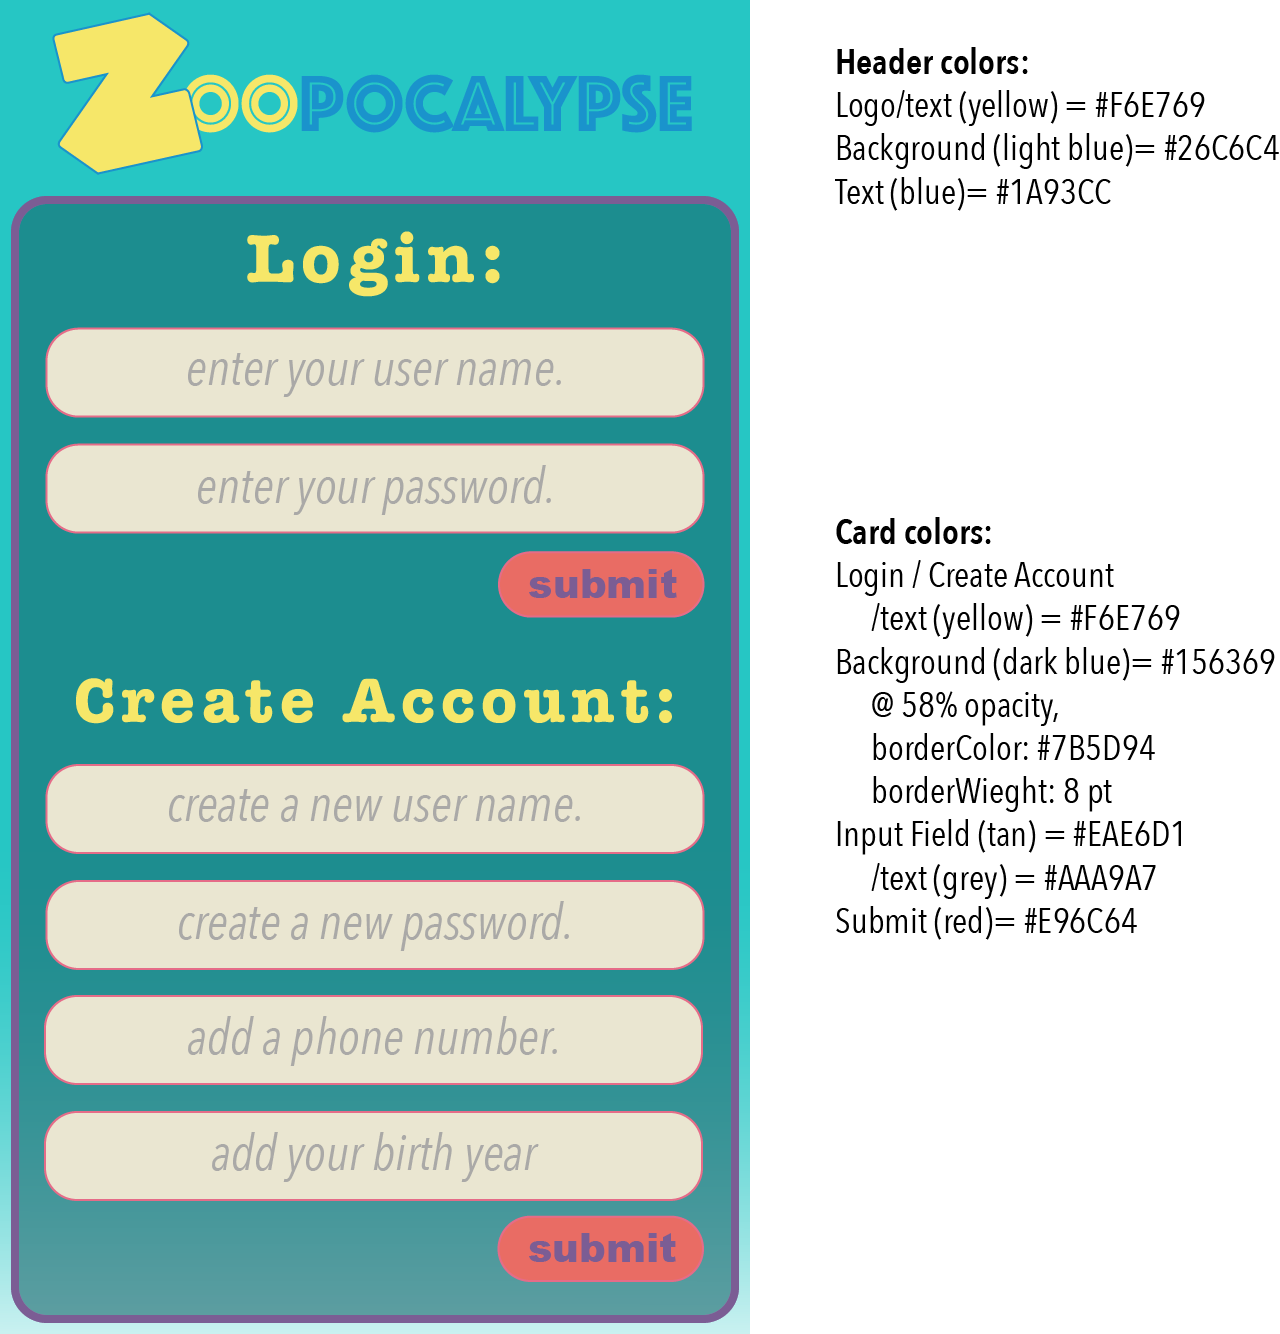 ZOOPOCALYPSE
Login:
enter your user name.
enter your password.
submit
Create Account:
create a new user name.
create a new password.
add a phone number.
add your birth year
submit
Header colors:
Logo/text (yellow) = #F6E769
Background (light blue)= #26C6C4
Text (blue)= #1A93CC
Card colors:
Login / Create Account
/text (yellow) = #F6E769
Background (dark blue)= #156369
@ 58% opacity,
borderColor: #7B5D94
borderWieght: 8 pt
Input Field (tan) = #EAE6D1
/text (grey) = #AAA9A7
Submit (red)= #E96C64